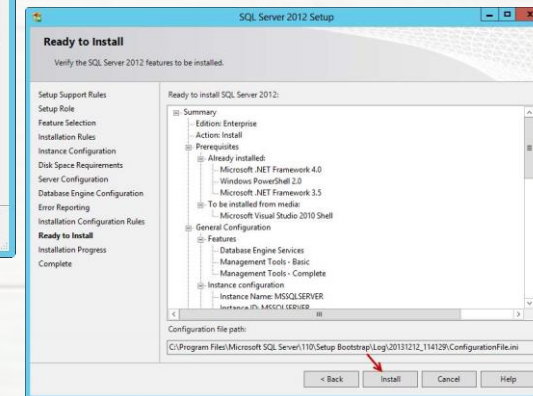 SQL Server 2012 Setup
Ready to Install
Verify the SQL Server 2012 features to be installed.
Setup Support Rules
Setup Role
Feature Selection
Installation Rules
Instance Configuration
Disk Space Requirements
Server Configuration
Database Engine Configuration
Error Reporting
Installation Configuration Rules
Ready to Install
Installation Progress
Complete
Ready to install SQL Server 2012:
Summary
Edition: Enterprise
Action: Install
Prerequisites
Already installed:
Microsoft .NET Framework 4.0
Windows PowerShell 2.0
Microsoft .NET Framework 3.5
To be installed from media:
Microsoft Visual Studio 2010 Shell
General Configuration
Features
Database Engine Services
Management Tools - Basic
Management Tools - Complete
Instance configuration
Instance Name: MSSQLSERVER
Instance ID: MSSQLSERVER
Configuration file path:
C:\Program Files\Microsoft SQL Server\110\Setup Bootstrap\Log\20131212_114129\ConfigurationFile.ini
< Back
Install
Cancel
Help